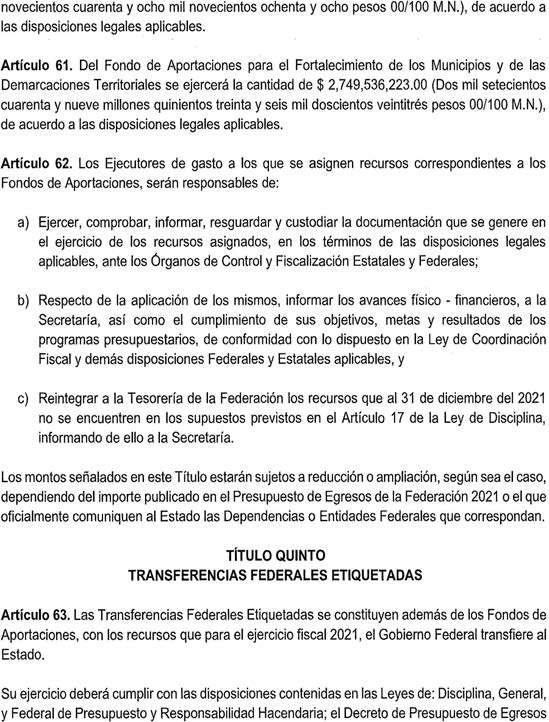 novecientos cuarenta y ocho mil novecientos ochenta y ocho pesos 00/100 M.N.), de acuerdo a
las disposiciones legales aplicables.
Artículo 61. Del Fondo de Aportaciones para el Fortalecimiento de los Municipios y de las
Demarcaciones Territoriales se ejercerá la cantidad de $ 2,749,536,223.00 (Dos mil setecientos
cuarenta y nueve millones quinientos treinta y seis mil doscientos veintitrés pesos 00/100 M.N.),
de acuerdo a las disposiciones legales aplicables.
Artículo 62. Los Ejecutores de gasto a los que se asignen recursos correspondientes a los
Fondos de Aportaciones, serán responsables de:
a) Ejercer, comprobar, informar, resguardar y custodiar la documentación que se genere en
el ejercicio de los recursos asignados, en los términos de las disposiciones legales
aplicables, ante los Órganos de Control y Fiscalización Estatales y Federales;
b) Respecto de la aplicación de los mismos, informar los avances físico - financieros, a la
Secretaría, así como el cumplimiento de sus objetivos, metas y resultados de los
programas presupuestarios, de conformidad con lo dispuesto en la Ley de Coordinación
Fiscal y demás disposiciones Federales y Estatales aplicables, y
c) Reintegrar a la Tesorería de la Federación los recursos que al 31 de diciembre del 2021
no se encuentren en los supuestos previstos en el Artículo 17 de la Ley de Disciplina,
informando de ello a la Secretaría.
Los montos señalados en este Título estarán sujetos a reducción o ampliación, según sea el caso,
dependiendo del importe publicado en el Presupuesto de Egresos de la Federación 2021 o el que
oficialmente comuniquen al Estado las Dependencias o Entidades Federales que correspondan.
TÍTULO QUINTO
TRANSFERENCIAS FEDERALES ETIQUETADAS
Artículo 63. Las Transferencias Federales Etiquetadas se constituyen además de los Fondos de
Aportaciones, con los recursos que para el ejercicio fiscal 2021, el Gobierno Federal transfiere al
Estado.
Su ejercicio deberá cumplir con las disposiciones contenidas en las Leyes de: Disciplina, General,
y Federal de Presupuesto y Responsabilidad Hacendaria; el Decreto de Presupuesto de Egresos